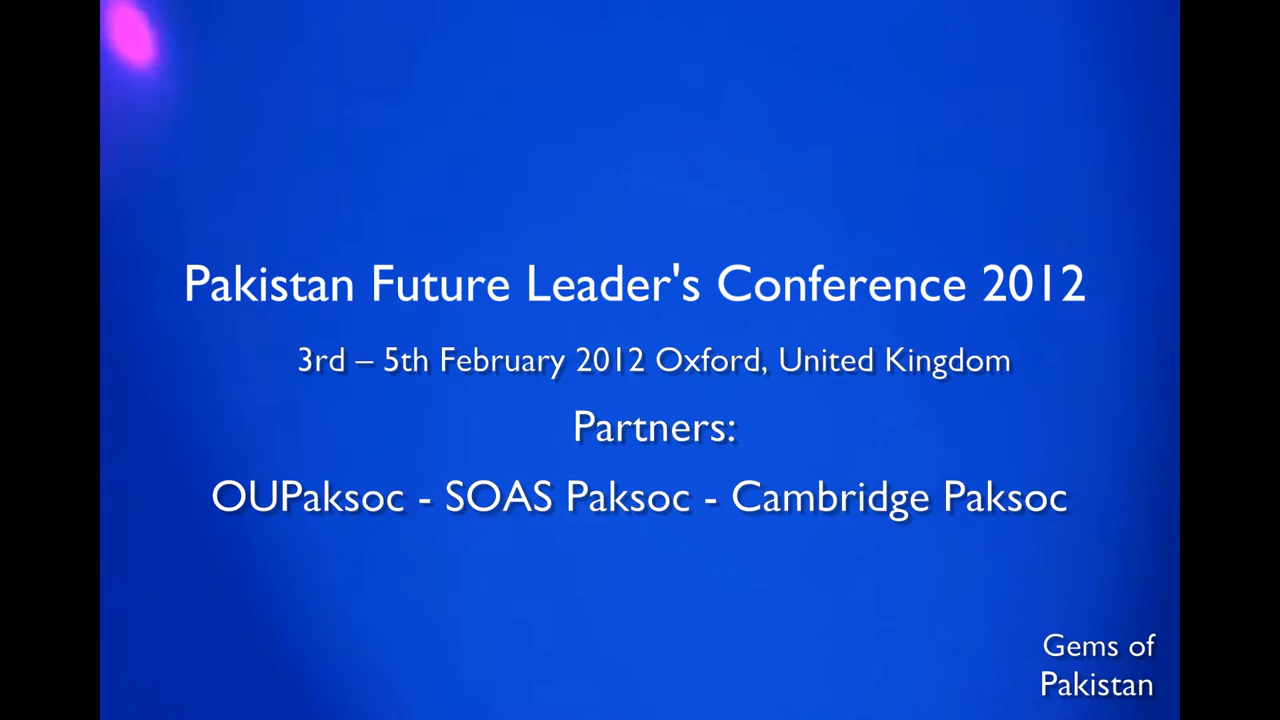 Pakistan Future Leader's Conference 2012
3rd – 5th February 2012 Oxford, United Kingdom
Partners:
OUPaksoc - SOAS Paksoc - Cambridge Paksoc
Gems of
Pakistan